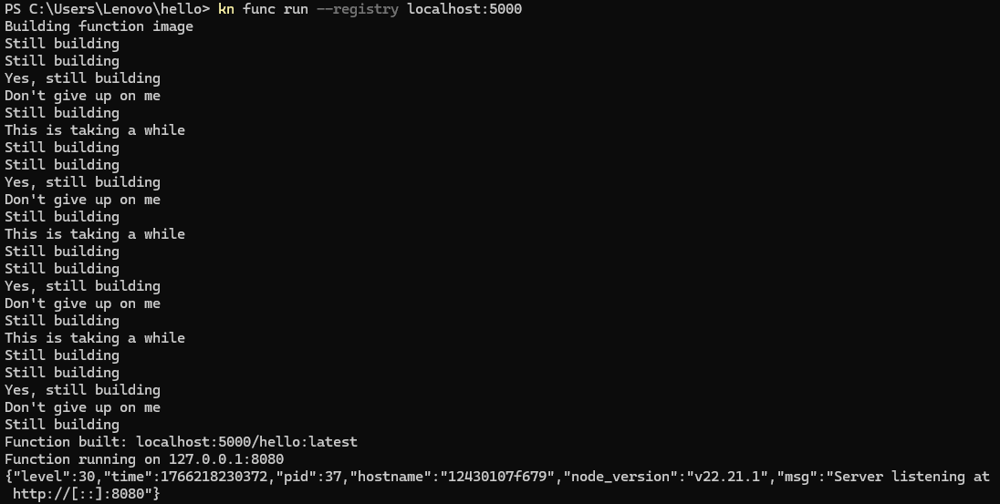 PS C:\Users\Lenovo\hello> kn func run --registry localhost:5000
Building function image
Still building
Still building
Yes, still building
Don't give up on me
Still building
This is taking a while
Still building
Still building
Yes, still building
Don't give up on me
Still building
This is taking a while
Still building
Still building
Yes, still building
Don't give up on me
Still building
This is taking a while
Still building
Still building
Yes, still building
Don't give up on me
Still building
Function built: localhost:5000/hello:latest
Function running on 127.0.0.1:8080
{"level":30,"time":1766218230372,"pid":37,"hostname":"12430107f679","node_version":"v22.21.1","msg":"Server listening at
 http://[::]:8080"}